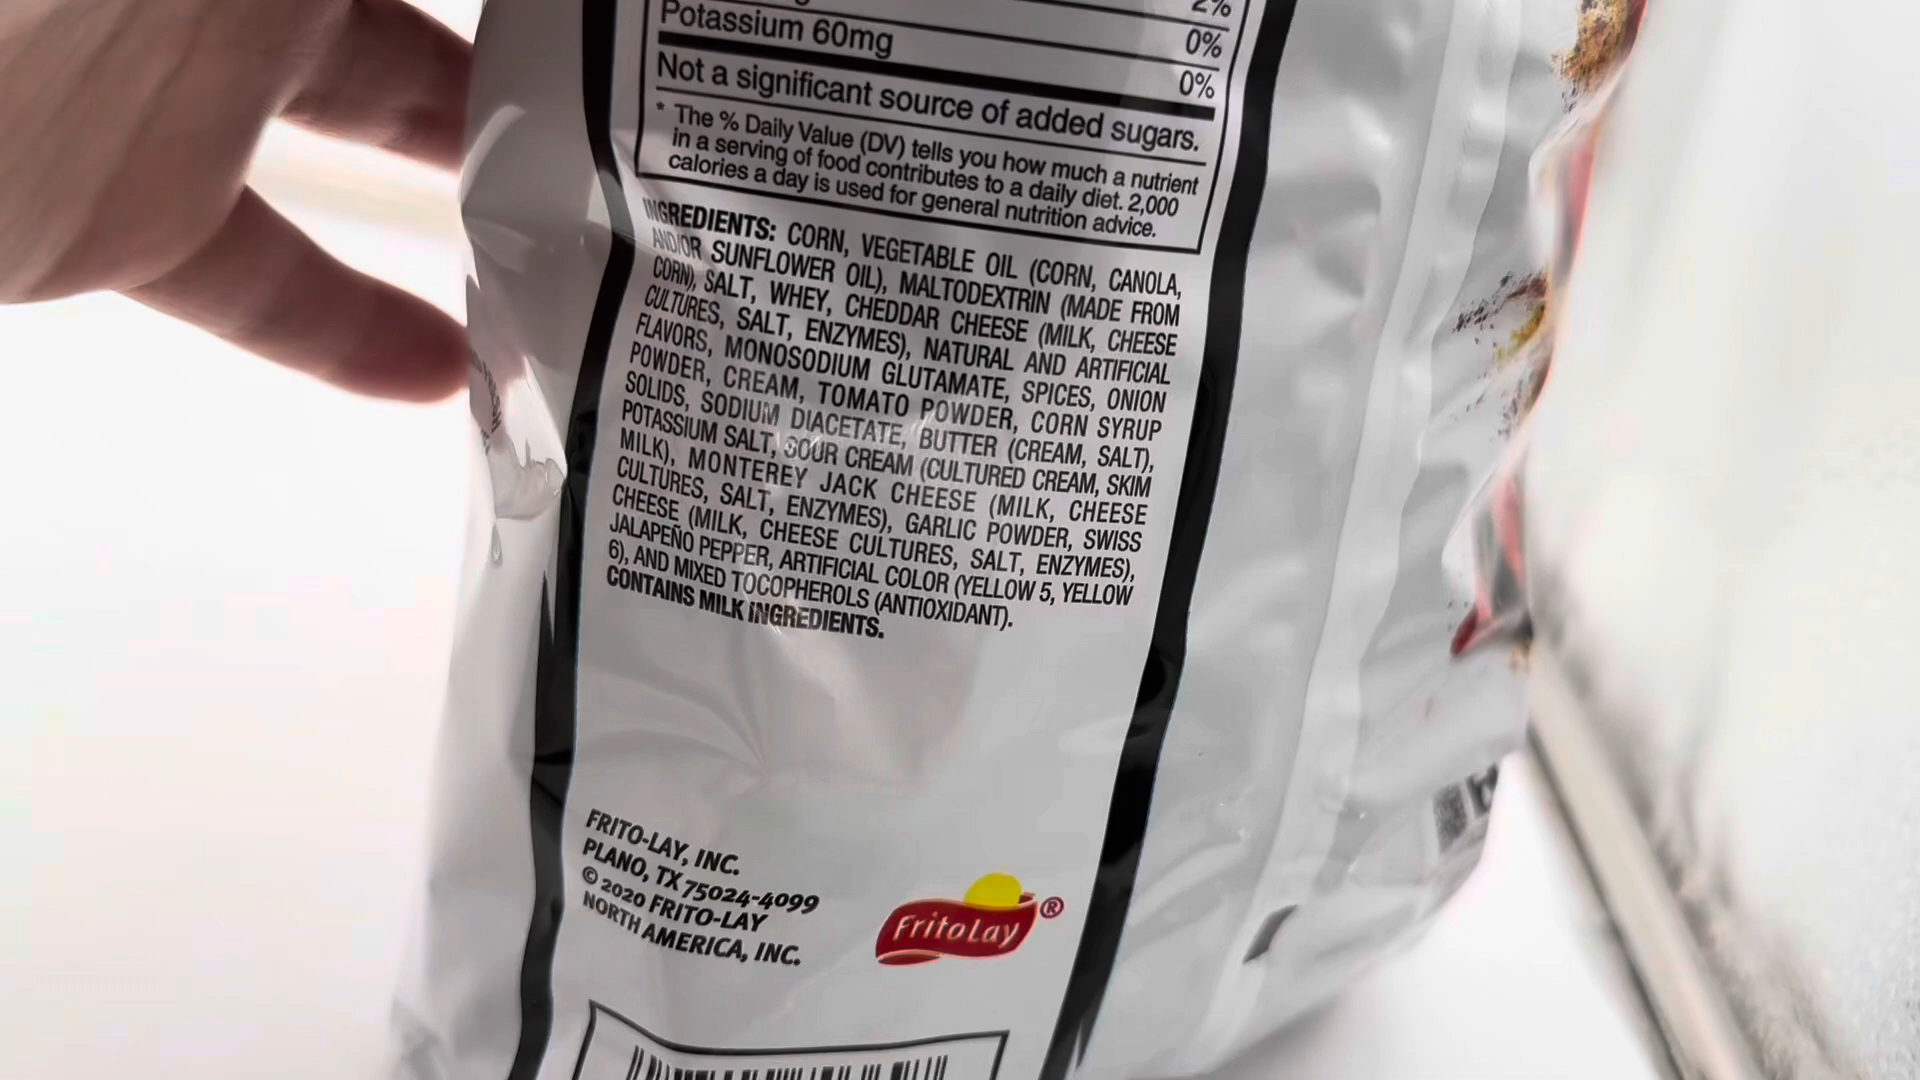 2%
Potassium 60mg 0%
0%
Not a significant source of added sugars.
* The % Daily Value (DV) tells you how much a nutrient
in a serving of food contributes to a daily diet. 2,000
calories a day is used for general nutrition advice.
INGREDIENTS: CORN, VEGETABLE OIL (CORN, CANOLA,
AND/OR SUNFLOWER OIL), MALTODEXTRIN (MADE FROM
CORN), SALT, WHEY, CHEDDAR CHEESE (MILK, CHEESE
CULTURES, SALT, ENZYMES), NATURAL AND ARTIFICIAL
FLAVORS, MONOSODIUM GLUTAMATE, SPICES, ONION
POWDER, CREAM, TOMATO POWDER, CORN SYRUP
SOLIDS, SODIUM DIACETATE, BUTTER (CREAM, SALT),
POTASSIUM SALT, SOUR CREAM (CULTURED CREAM, SKIM
MILK), MONTEREY JACK CHEESE (MILK, CHEESE
CULTURES, SALT, ENZYMES), GARLIC POWDER, SWISS
CHEESE (MILK, CHEESE CULTURES, SALT, ENZYMES),
JALAPEÑO PEPPER, ARTIFICIAL COLOR (YELLOW 5, YELLOW
6), AND MIXED TOCOPHEROLS (ANTIOXIDANT).
CONTAINS MILK INGREDIENTS.
FRITO-LAY, INC.
PLANO, TX 75024-4099
© 2020 FRITO-LAY
NORTH AMERICA, INC.
FritoLay ®